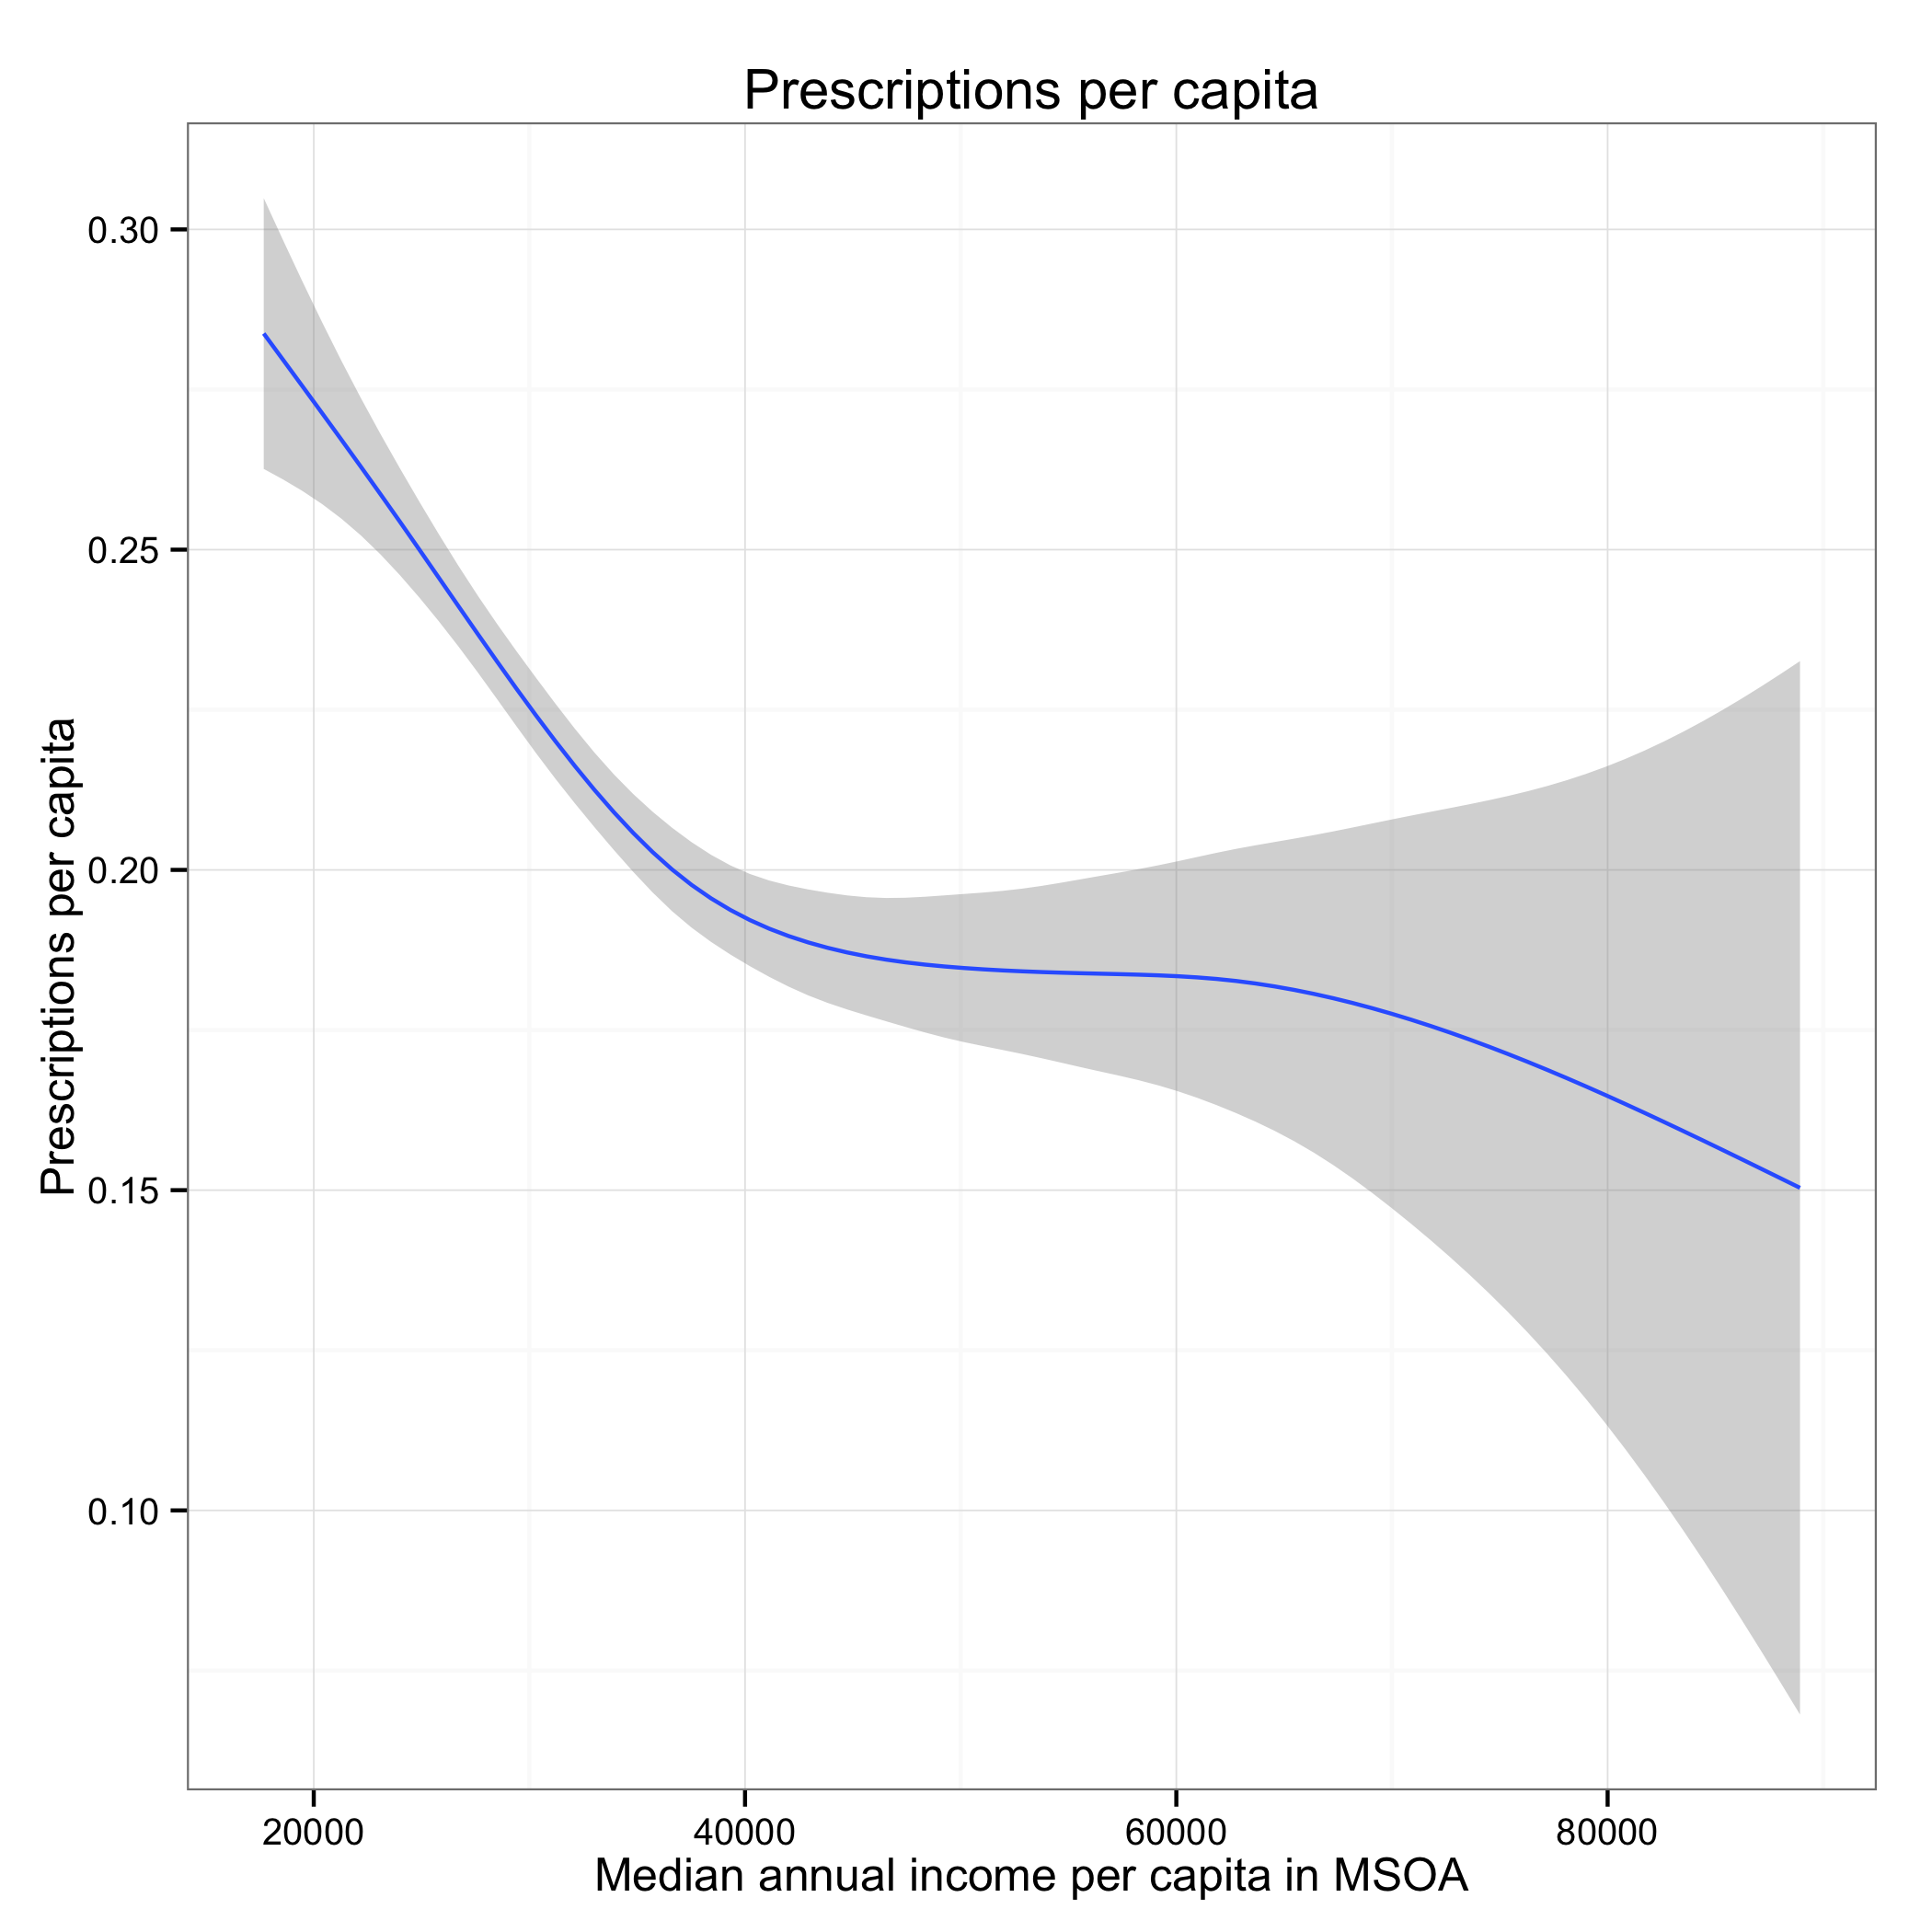 Prescriptions per capita
Prescriptions per capita
0.30
0.25
0.20
0.15
0.10
20000 40000 60000 80000
Median annual income per capita in MSOA